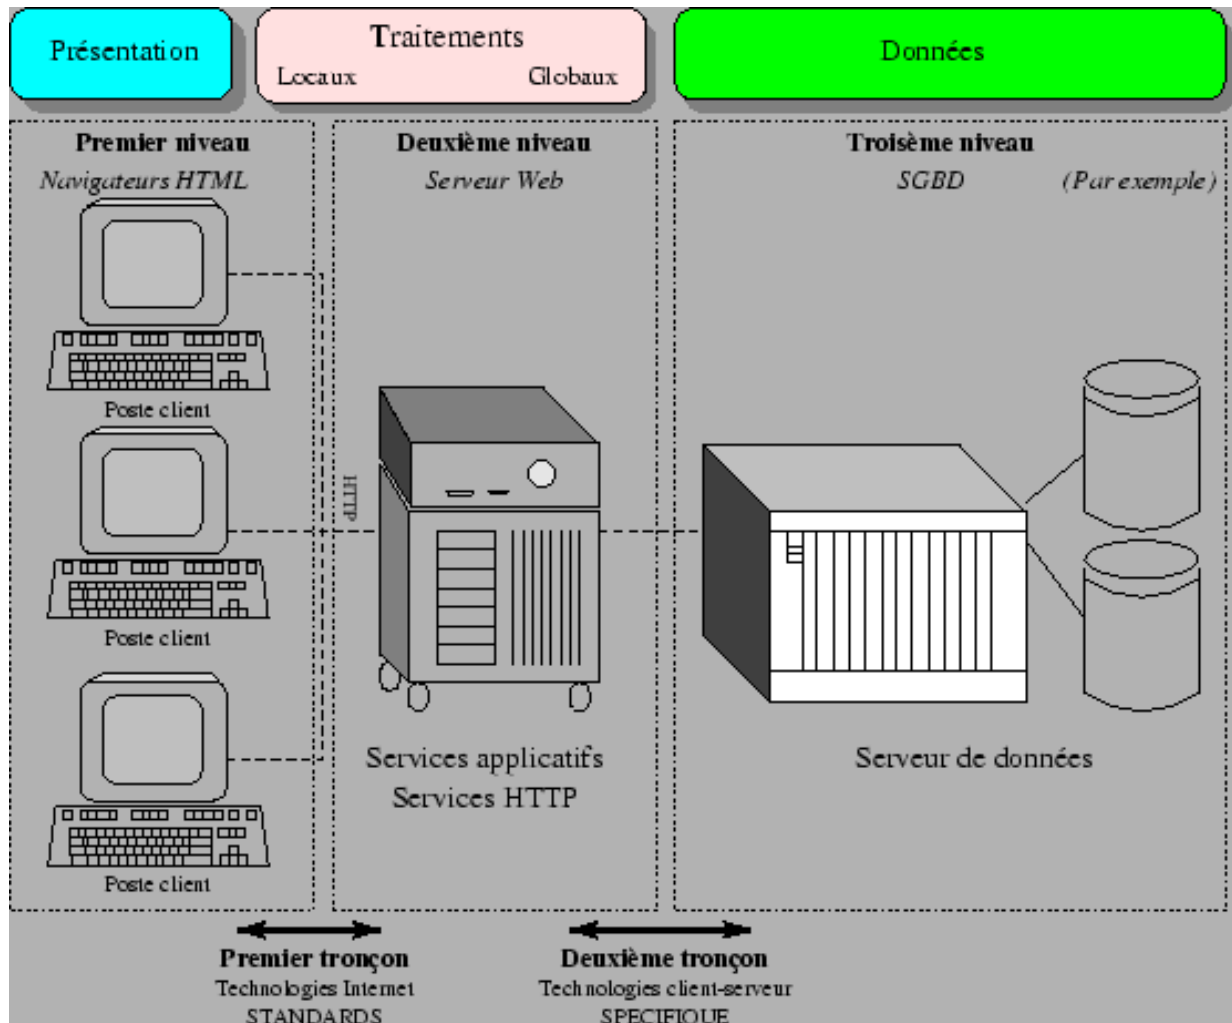 Présentation
Traitements
Locaux Globaux
Données
Premier niveau
Navigateurs HTML
Poste client
Poste client
Poste client
HTTP
Deuxième niveau
Serveur Web
Services applicatifs
Services HTTP
Troisème niveau
SGBD (Par exemple)
Serveur de données
Premier tronçon
Technologies Internet
STANDARDS
Deuxième tronçon
Technologies client-serveur
SPECIFIQUE